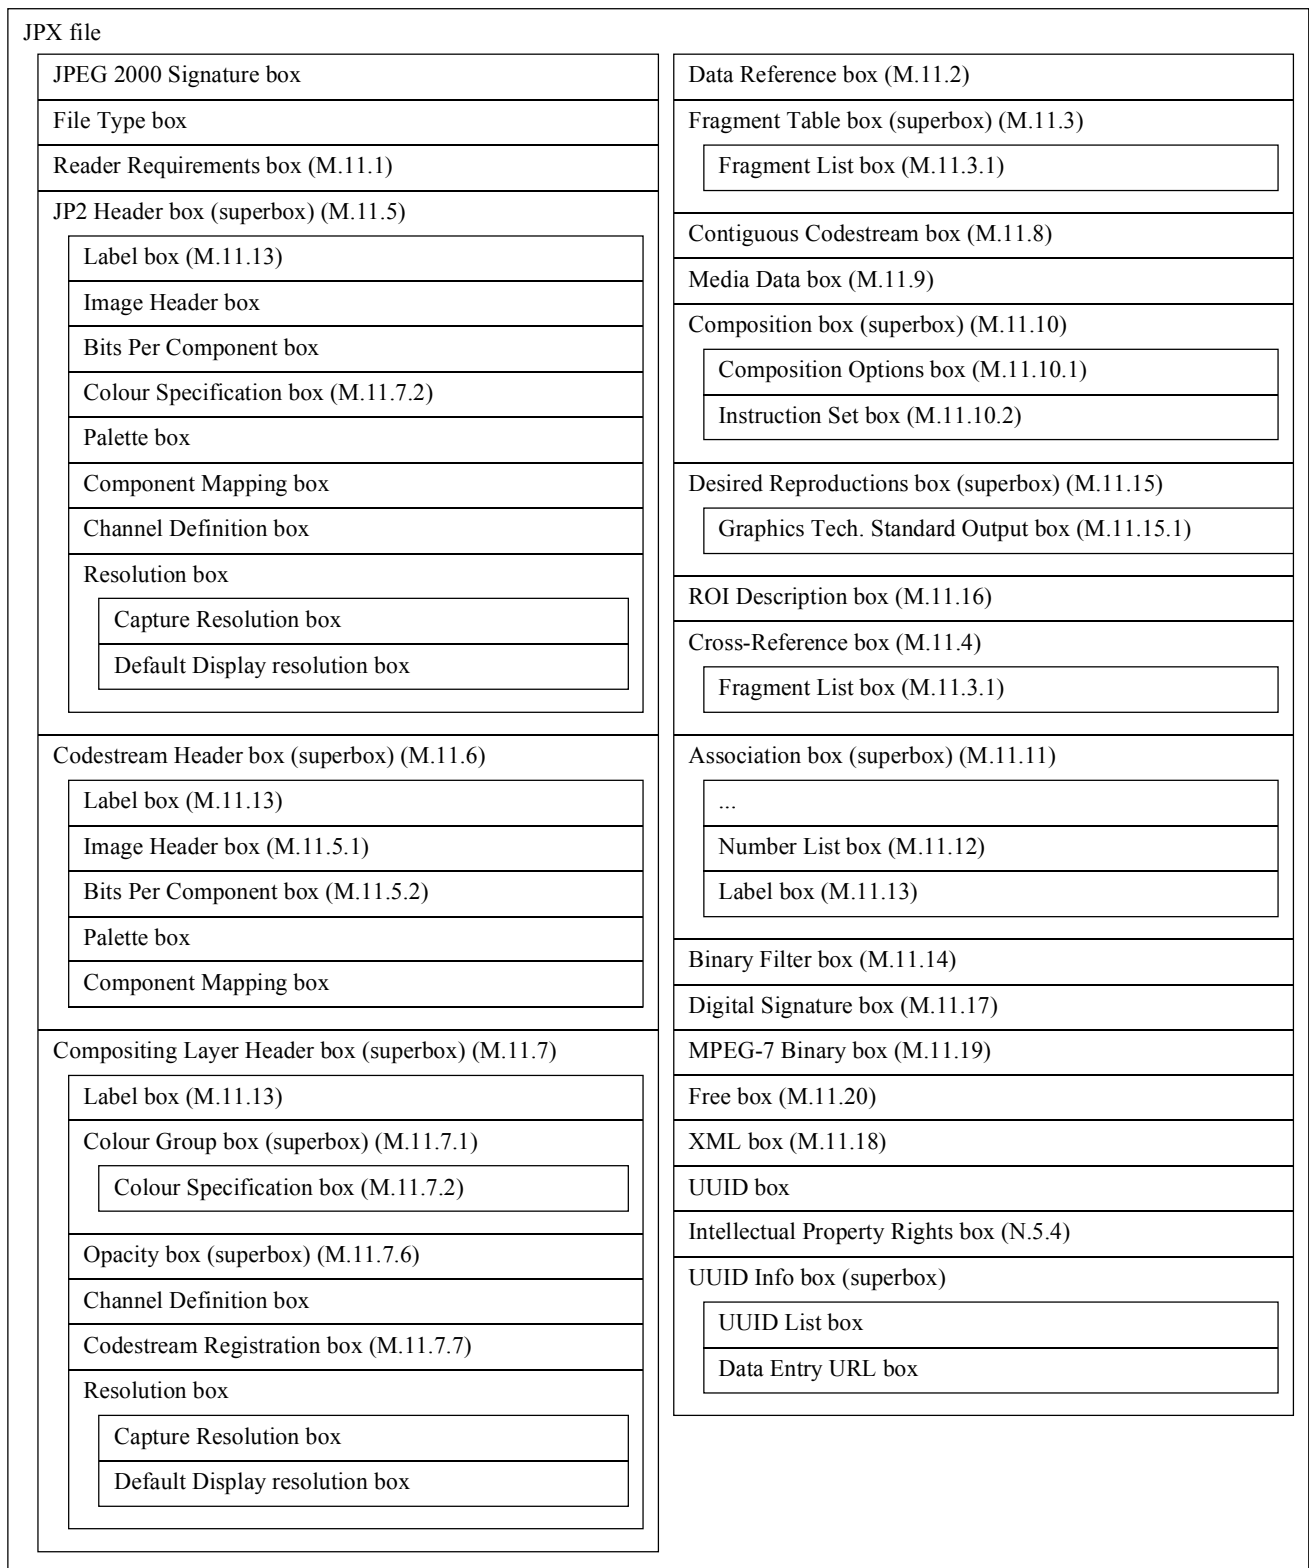 JPX file
JPEG 2000 Signature box
File Type box
Reader Requirements box (M.11.1)
JP2 Header box (superbox) (M.11.5)
Label box (M.11.13)
Image Header box
Bits Per Component box
Colour Specification box (M.11.7.2)
Palette box
Component Mapping box
Channel Definition box
Resolution box
Capture Resolution box
Default Display resolution box
Codestream Header box (superbox) (M.11.6)
Label box (M.11.13)
Image Header box (M.11.5.1)
Bits Per Component box (M.11.5.2)
Palette box
Component Mapping box
Compositing Layer Header box (superbox) (M.11.7)
Label box (M.11.13)
Colour Group box (superbox) (M.11.7.1)
Colour Specification box (M.11.7.2)
Opacity box (superbox) (M.11.7.6)
Channel Definition box
Codestream Registration box (M.11.7.7)
Resolution box
Capture Resolution box
Default Display resolution box
Data Reference box (M.11.2)
Fragment Table box (superbox) (M.11.3)
Fragment List box (M.11.3.1)
Contiguous Codestream box (M.11.8)
Media Data box (M.11.9)
Composition box (superbox) (M.11.10)
Composition Options box (M.11.10.1)
Instruction Set box (M.11.10.2)
Desired Reproductions box (superbox) (M.11.15)
Graphics Tech. Standard Output box (M.11.15.1)
ROI Description box (M.11.16)
Cross-Reference box (M.11.4)
Fragment List box (M.11.3.1)
Association box (superbox) (M.11.11)
...
Number List box (M.11.12)
Label box (M.11.13)
Binary Filter box (M.11.14)
Digital Signature box (M.11.17)
MPEG-7 Binary box (M.11.19)
Free box (M.11.20)
XML box (M.11.18)
UUID box
Intellectual Property Rights box (N.5.4)
UUID Info box (superbox)
UUID List box
Data Entry URL box